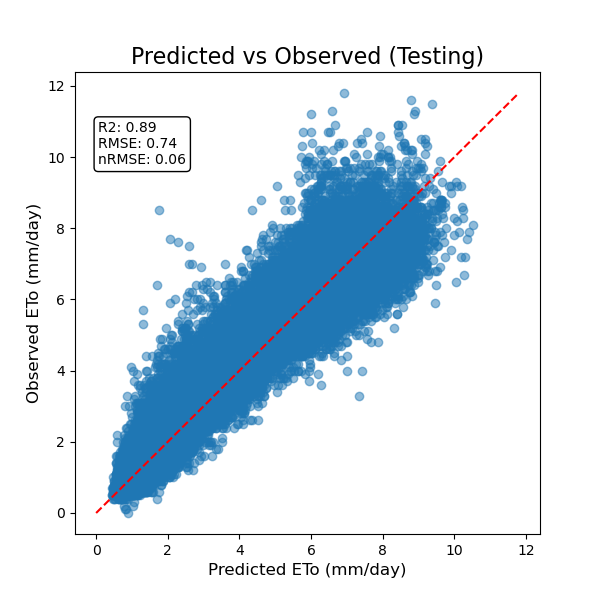 Predicted vs Observed (Testing)
12
10
8
6
4
2
0
Observed ETo (mm/day)
R2: 0.89
RMSE: 0.74
nRMSE: 0.06
0 2 4 6 8 10 12
Predicted ETo (mm/day)